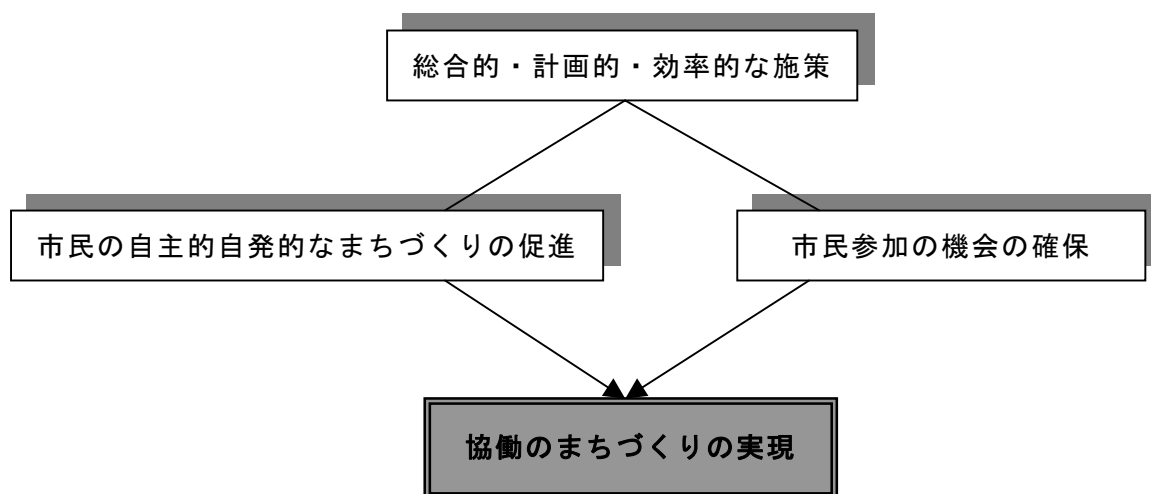 総合的・計画的・効率的な施策
市民の自主的自発的なまちづくりの促進
市民参加の機会の確保
協働のまちづくりの実現